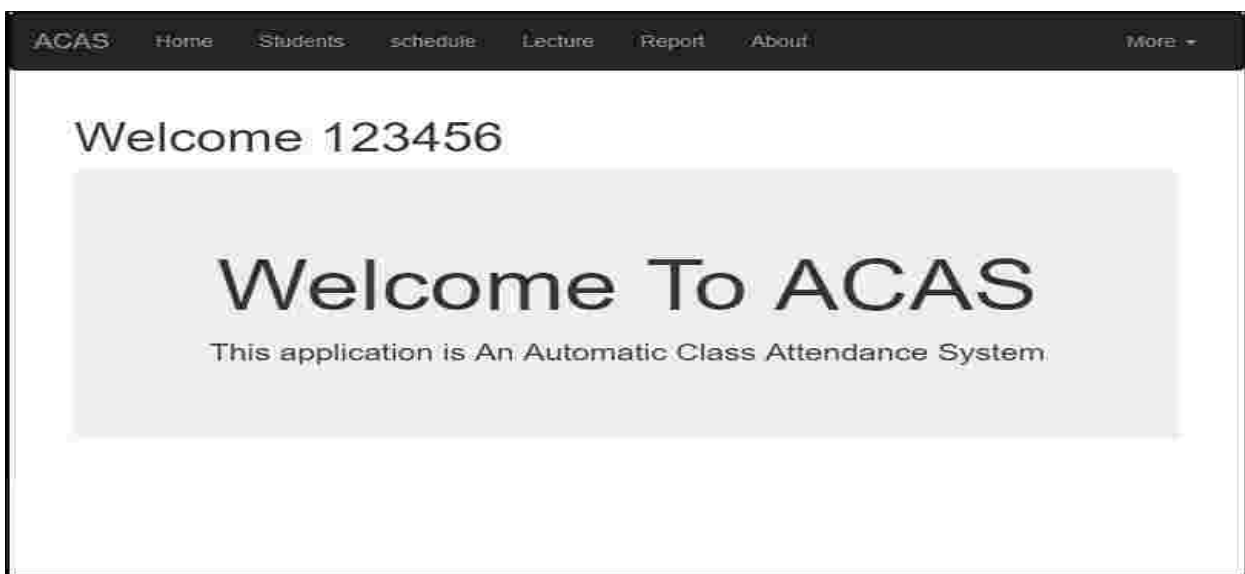 ACAS Home Students schedule Lecture Report About More
Welcome 123456
Welcome To ACAS
This application is An Automatic Class Attendance System